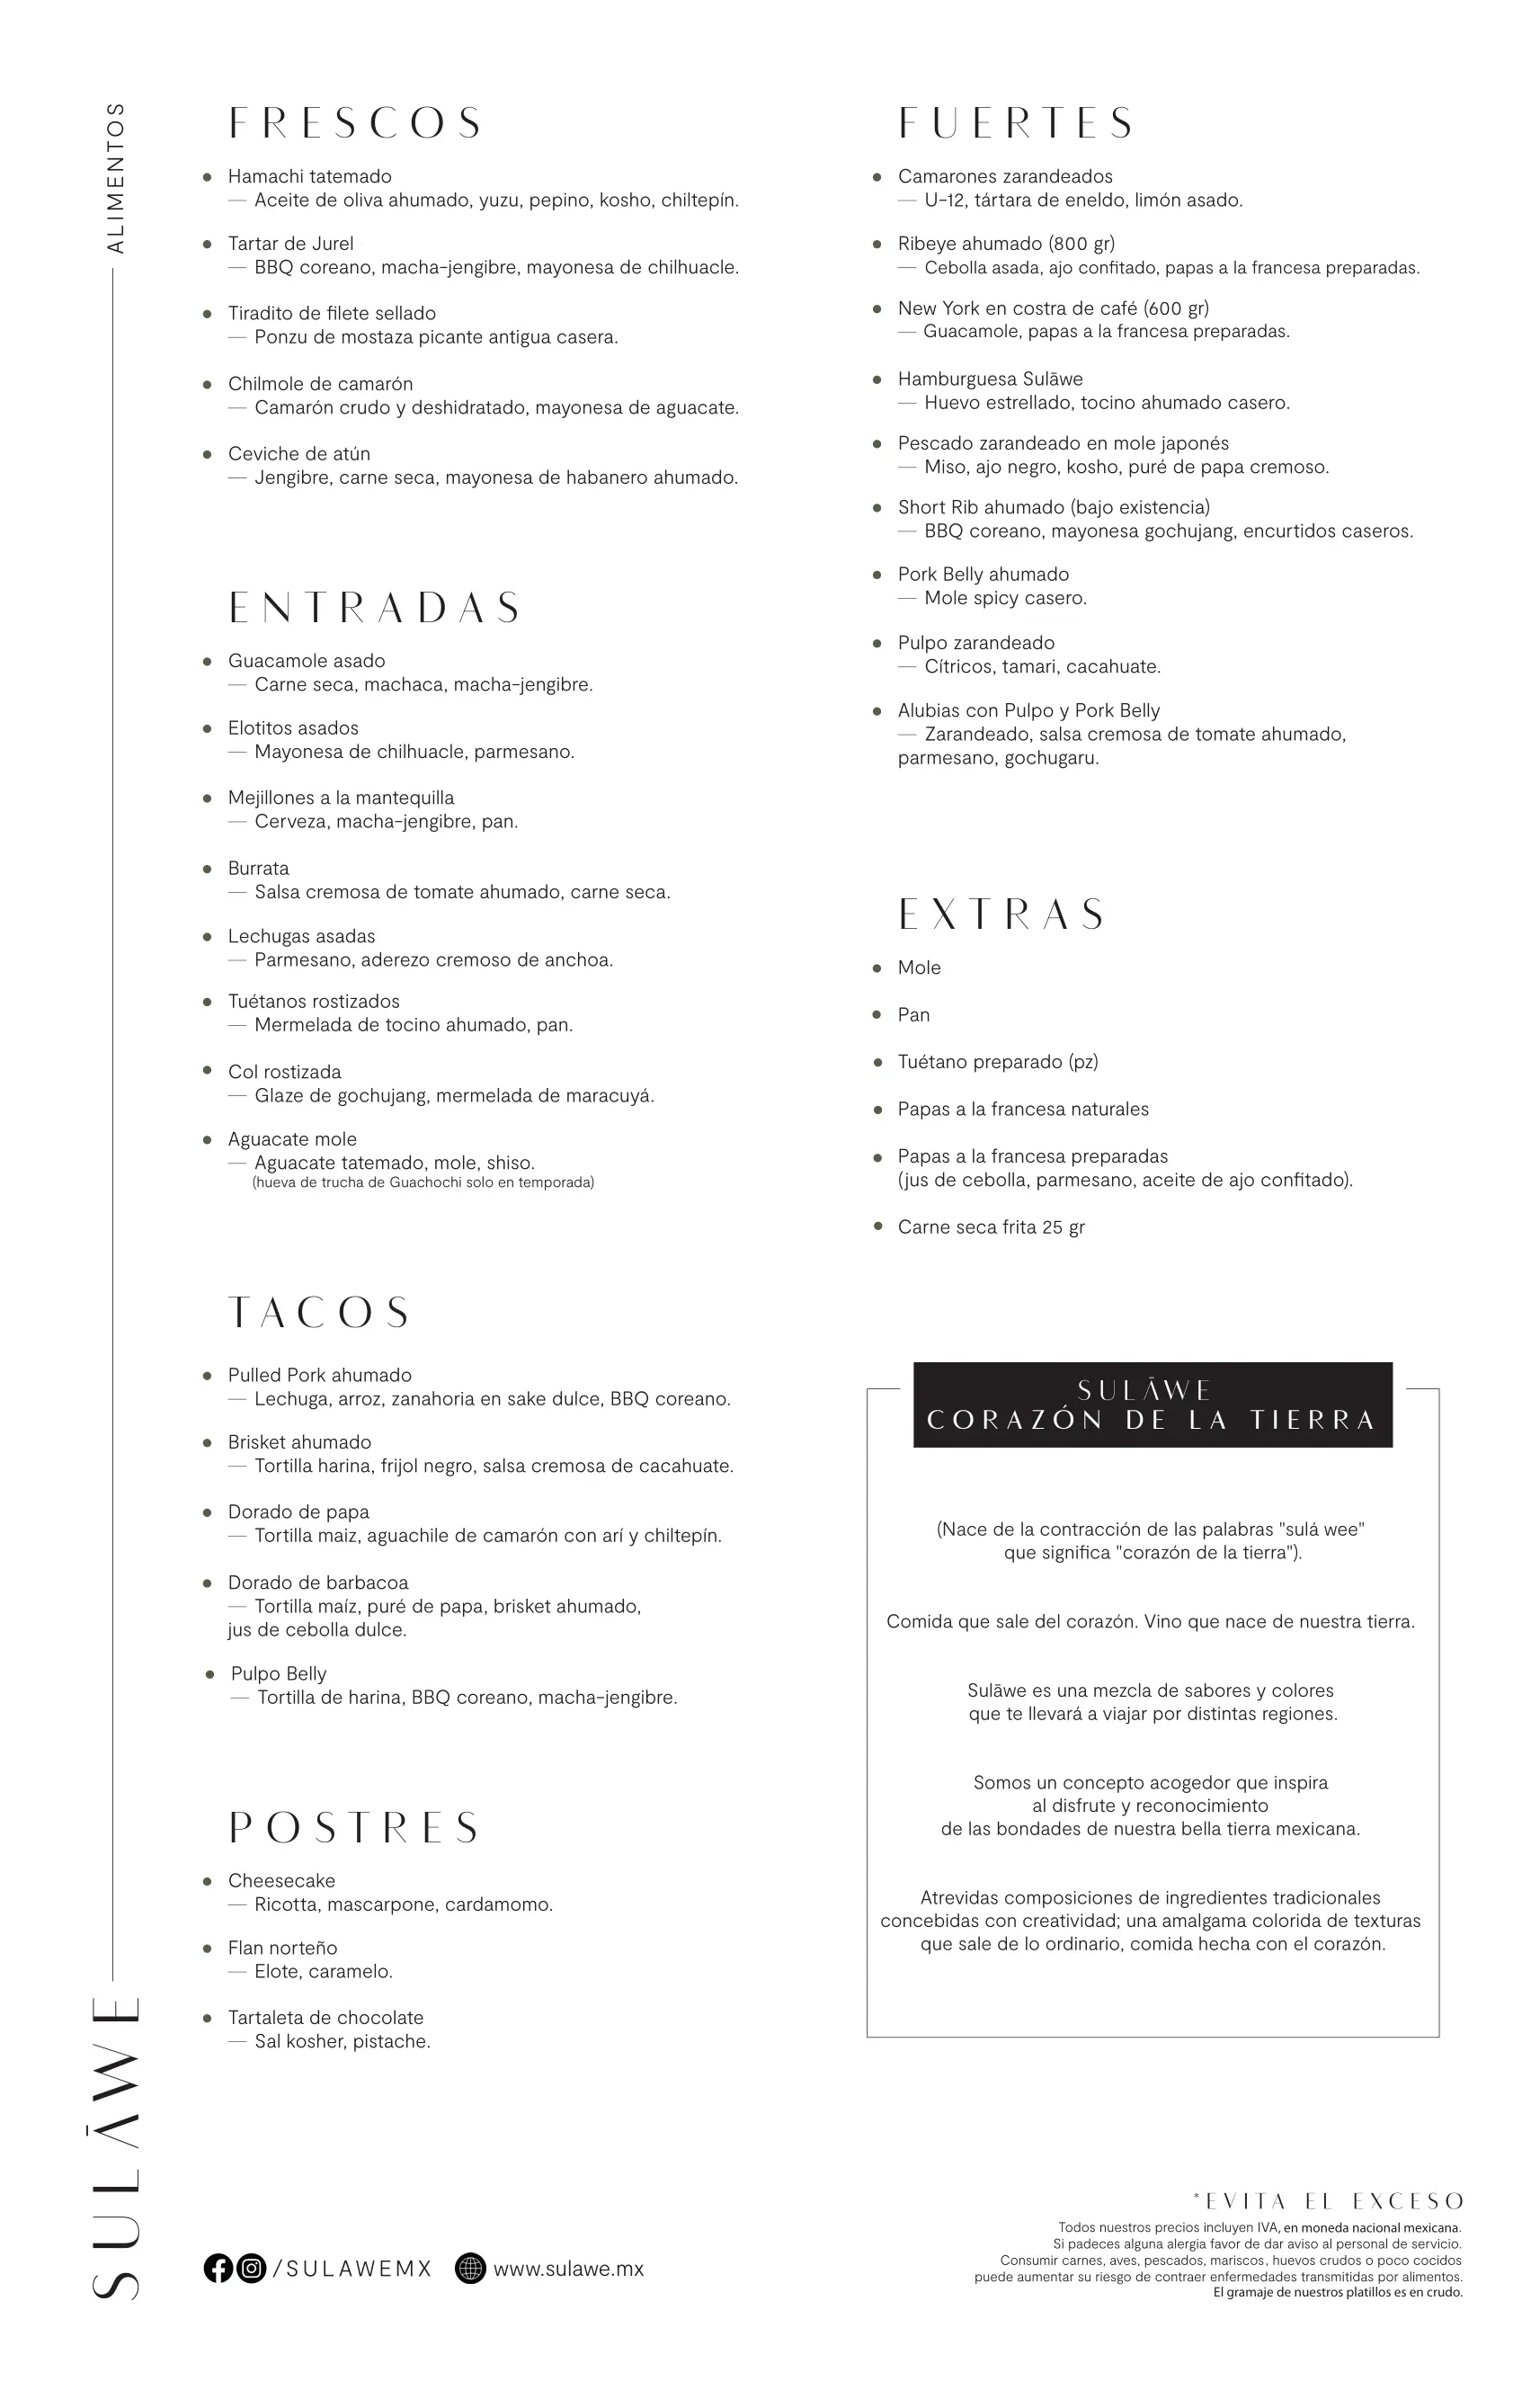 ALIMENTOS
SULĀWE
FRESCOS
Hamachi tatemado
— Aceite de oliva ahumado, yuzu, pepino, kosho, chiltepín.
Tartar de Jurel
— BBQ coreano, macha-jengibre, mayonesa de chilhuacle.
Tiradito de filete sellado
— Ponzu de mostaza picante antigua casera.
Chilmole de camarón
— Camarón crudo y deshidratado, mayonesa de aguacate.
Ceviche de atún
— Jengibre, carne seca, mayonesa de habanero ahumado.
ENTRADAS
Guacamole asado
— Carne seca, machaca, macha-jengibre.
Elotitos asados
— Mayonesa de chilhuacle, parmesano.
Mejillones a la mantequilla
— Cerveza, macha-jengibre, pan.
Burrata
— Salsa cremosa de tomate ahumado, carne seca.
Lechugas asadas
— Parmesano, aderezo cremoso de anchoa.
Tuétanos rostizados
— Mermelada de tocino ahumado, pan.
Col rostizada
— Glaze de gochujang, mermelada de maracuyá.
Aguacate mole
— Aguacate tatemado, mole, shiso.
(hueva de trucha de Guachochi solo en temporada)
TACOS
Pulled Pork ahumado
— Lechuga, arroz, zanahoria en sake dulce, BBQ coreano.
Brisket ahumado
— Tortilla harina, frijol negro, salsa cremosa de cacahuate.
Dorado de papa
— Tortilla maiz, aguachile de camarón con arí y chiltepín.
Dorado de barbacoa
— Tortilla maíz, puré de papa, brisket ahumado,
jus de cebolla dulce.
Pulpo Belly
— Tortilla de harina, BBQ coreano, macha-jengibre.
POSTRES
Cheesecake
— Ricotta, mascarpone, cardamomo.
Flan norteño
— Elote, caramelo.
Tartaleta de chocolate
— Sal kosher, pistache.
/SULAWEMX www.sulawe.mx
FUERTES
Camarones zarandeados
— U-12, tártara de eneldo, limón asado.
Ribeye ahumado (800 gr)
— Cebolla asada, ajo confitado, papas a la francesa preparadas.
New York en costra de café (600 gr)
— Guacamole, papas a la francesa preparadas.
Hamburguesa Sulāwe
— Huevo estrellado, tocino ahumado casero.
Pescado zarandeado en mole japonés
— Miso, ajo negro, kosho, puré de papa cremoso.
Short Rib ahumado (bajo existencia)
— BBQ coreano, mayonesa gochujang, encurtidos caseros.
Pork Belly ahumado
— Mole spicy casero.
Pulpo zarandeado
— Cítricos, tamari, cacahuate.
Alubias con Pulpo y Pork Belly
— Zarandeado, salsa cremosa de tomate ahumado,
parmesano, gochugaru.
EXTRAS
Mole
Pan
Tuétano preparado (pz)
Papas a la francesa naturales
Papas a la francesa preparadas
(jus de cebolla, parmesano, aceite de ajo confitado).
Carne seca frita 25 gr
SULĀWE
CORAZÓN DE LA TIERRA
(Nace de la contracción de las palabras "sulá wee"
que significa "corazón de la tierra").
Comida que sale del corazón. Vino que nace de nuestra tierra.
Sulāwe es una mezcla de sabores y colores
que te llevará a viajar por distintas regiones.
Somos un concepto acogedor que inspira
al disfrute y reconocimiento
de las bondades de nuestra bella tierra mexicana.
Atrevidas composiciones de ingredientes tradicionales
concebidas con creatividad; una amalgama colorida de texturas
que sale de lo ordinario, comida hecha con el corazón.
*EVITA EL EXCESO
Todos nuestros precios incluyen IVA, en moneda nacional mexicana.
Si padeces alguna alergia favor de dar aviso al personal de servicio.
Consumir carnes, aves, pescados, mariscos, huevos crudos o poco cocidos
puede aumentar su riesgo de contraer enfermedades transmitidas por alimentos.
El gramaje de nuestros platillos es en crudo.